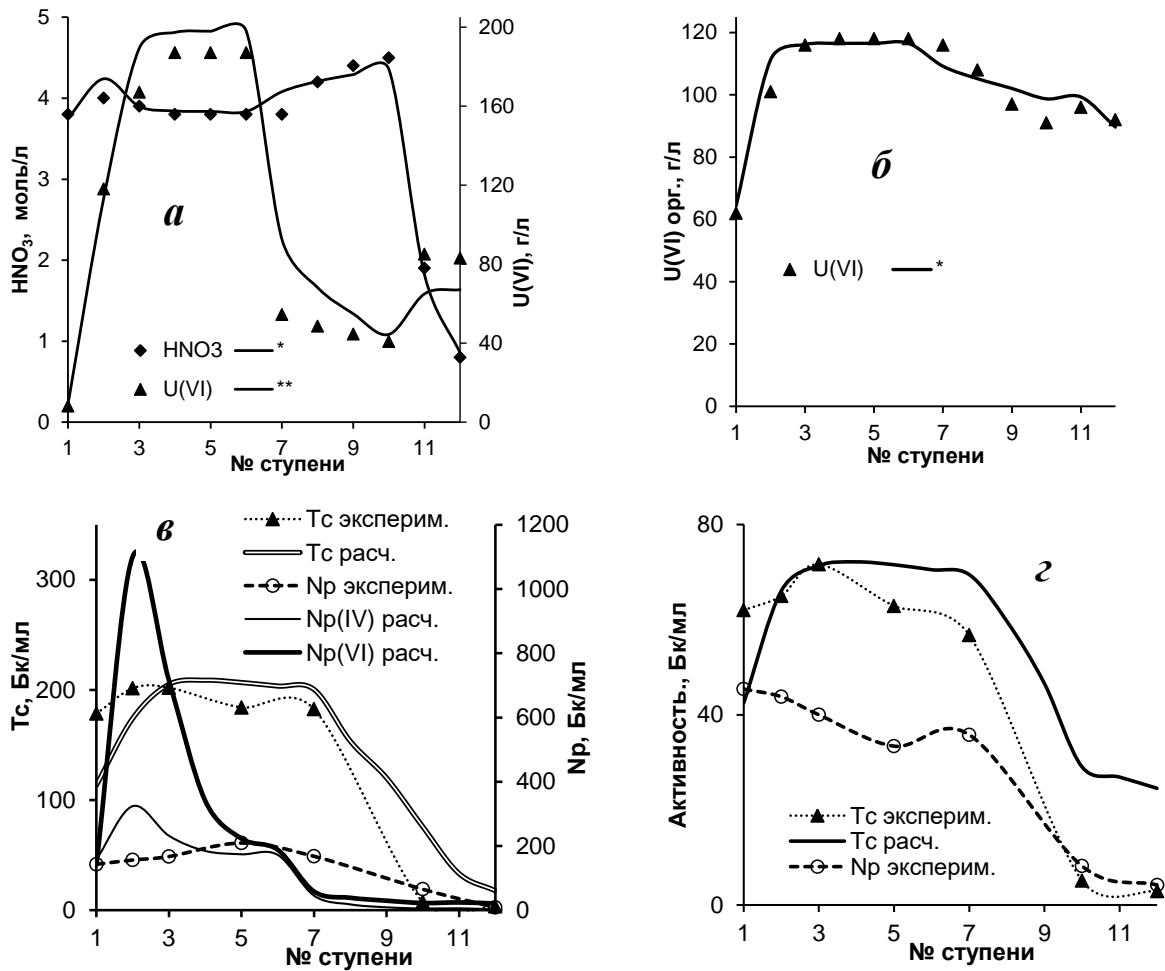 5
4
3
2
1
0
HNO3, моль/л
200
160
120
80
40
0
U(VI), г/л
а
HNO3 *
U(VI) **
1 3 5 7 9 11
№ ступени
120
100
80
60
40
20
0
U(VI) орг., г/л
б
U(VI) *
1 3 5 7 9 11
№ ступени
300
200
100
0
Tc, Бк/мл
1200
1000
800
600
400
200
0
Np, Бк/мл
в
Tc эксперим.
Tc расч.
Np эксперим.
Np(IV) расч.
Np(VI) расч.
1 3 5 7 9 11
№ ступени
80
40
0
Активность., Бк/мл
г
Tc эксперим.
Tc расч.
Np эксперим.
1 3 5 7 9 11
№ ступени